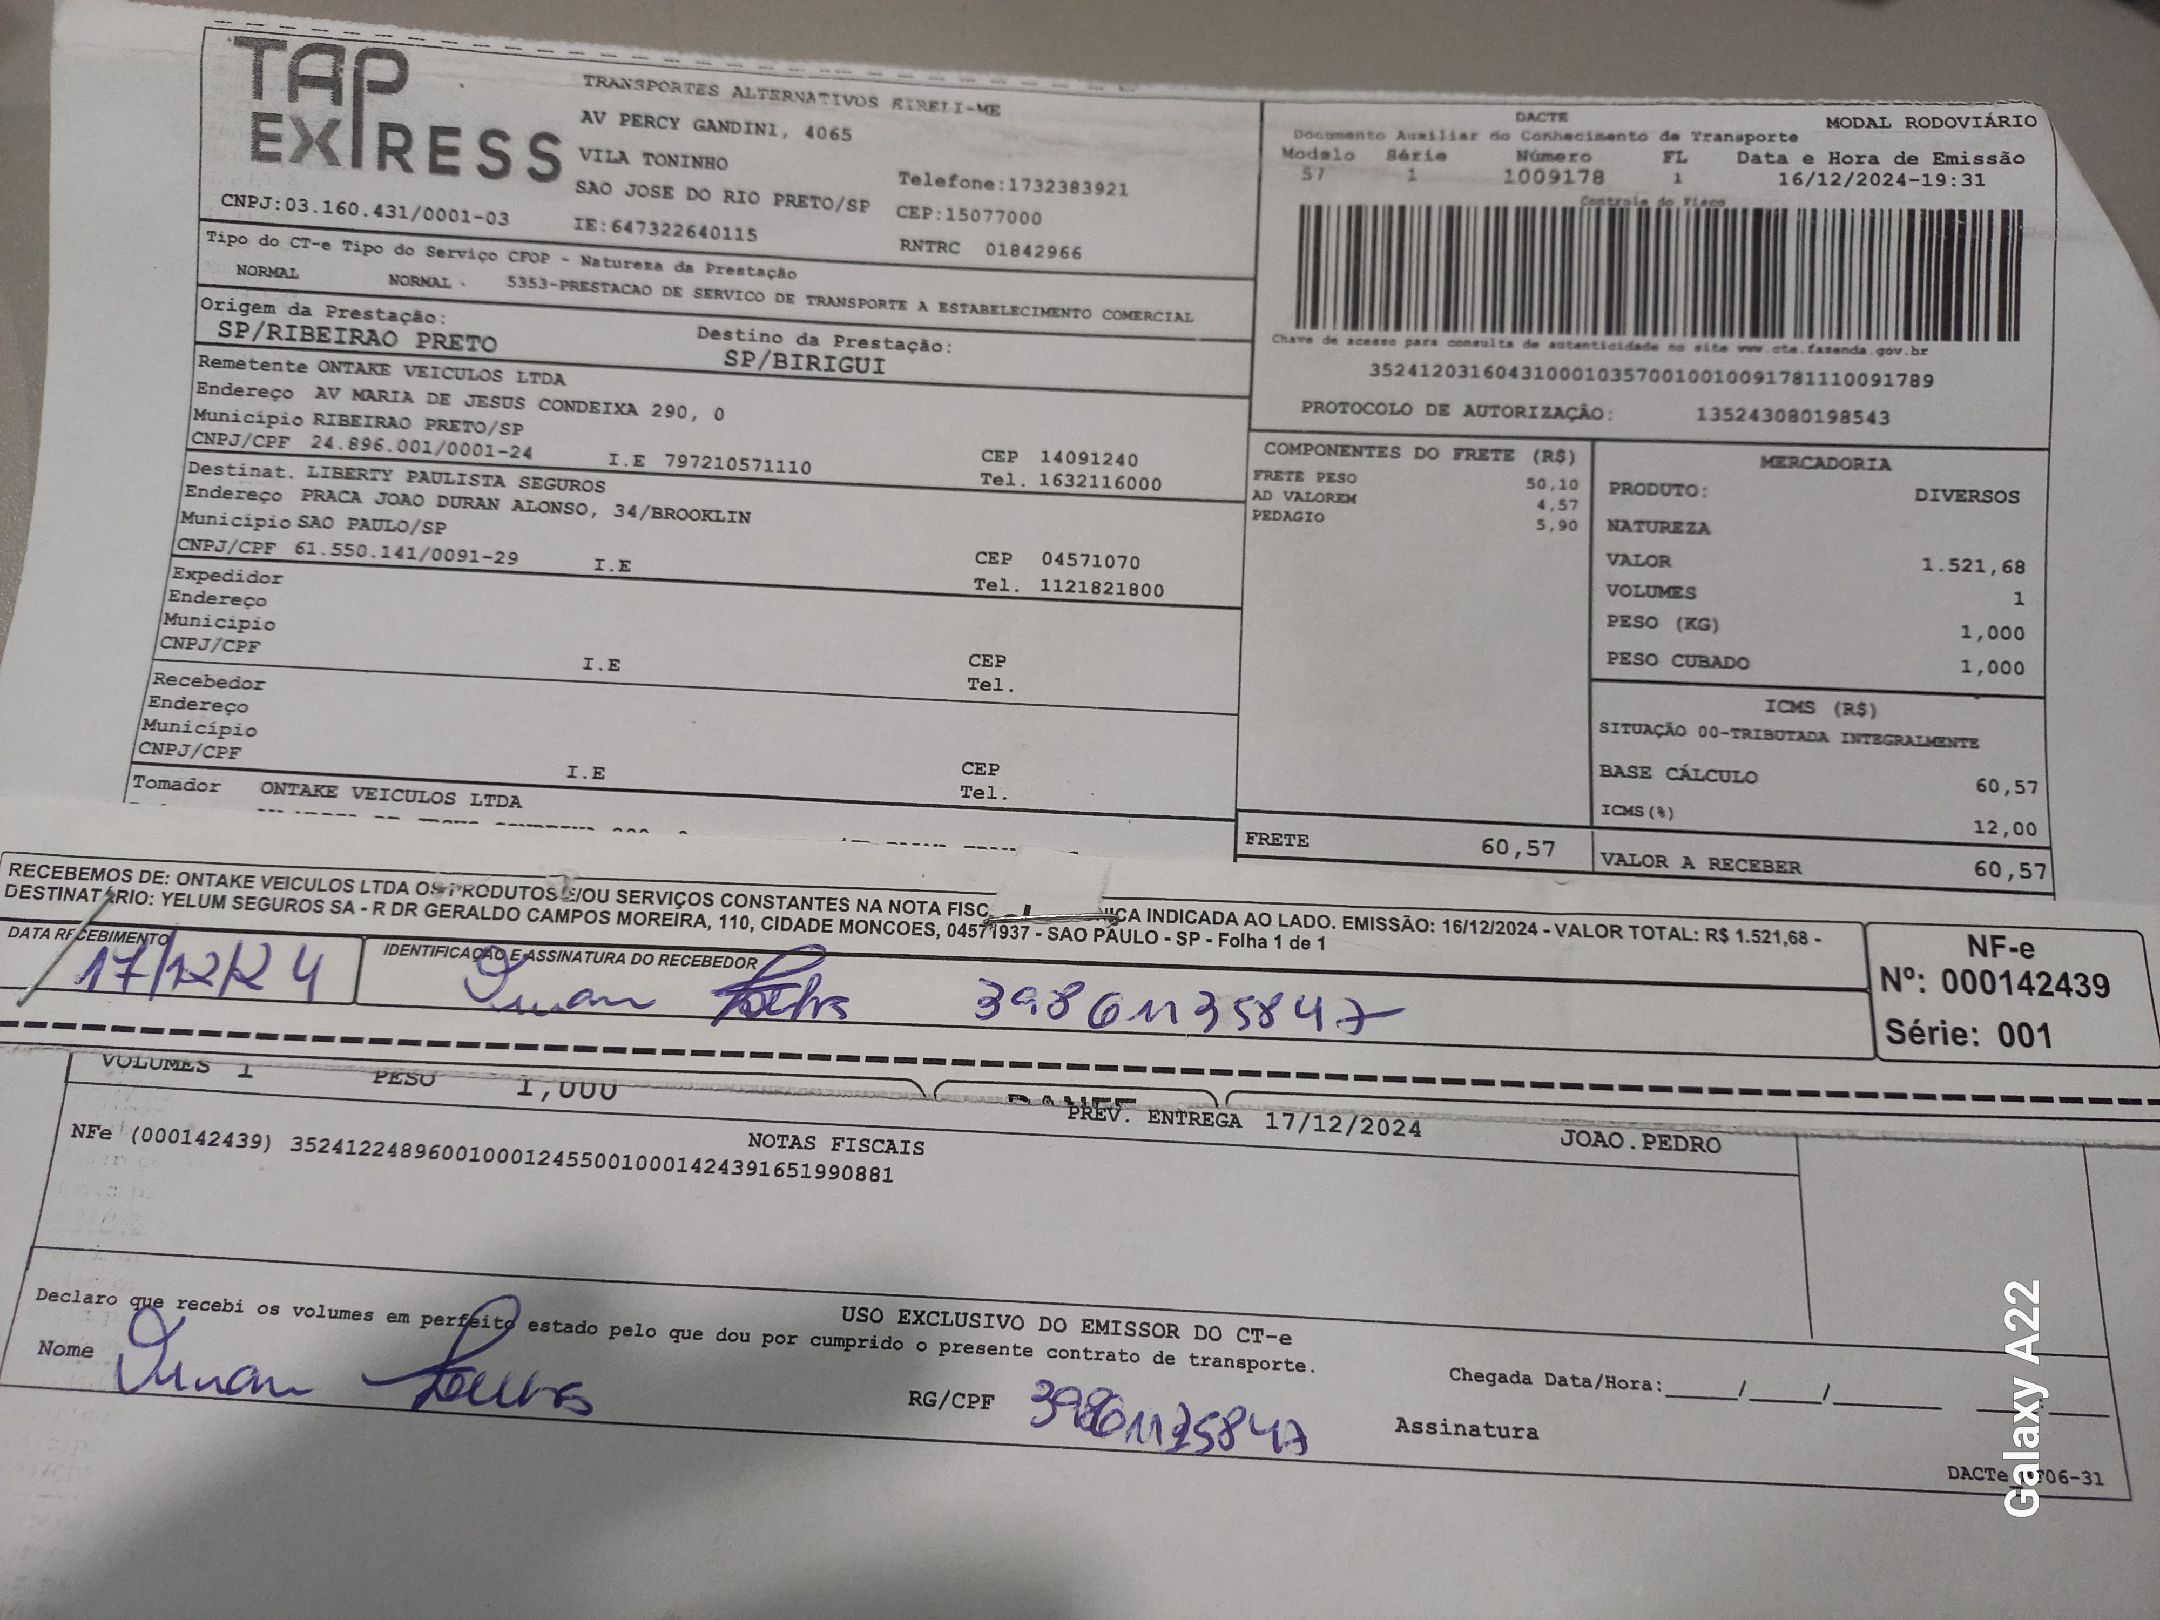 TAP EXPRESS
TRANSPORTES ALTERNATIVOS EIRELI-ME
AV PERCY GANDINI, 4065
VILA TONINHO
SAO JOSE DO RIO PRETO/SP
Telefone:1732383921
CEP:15077000
CNPJ:03.160.431/0001-03
IE:647322640115
RNTRC 01842966
DACTE
MODAL RODOVIÁRIO
Documento Auxiliar do Conhecimento de Transporte
Modelo Série Número FL Data e Hora de Emissão
57 1 1009178 1 16/12/2024-19:31
Controle do Fisco
Chave de acesso para consulta de autenticidade no site www.cte.fazenda.gov.br
35241203160431000103570010010091781110091789
PROTOCOLO DE AUTORIZAÇÃO: 135243080198543
Tipo do CT-e Tipo do Serviço CFOP - Natureza da Prestação
NORMAL NORMAL - 5353-PRESTACAO DE SERVICO DE TRANSPORTE A ESTABELECIMENTO COMERCIAL
Origem da Prestação: Destino da Prestação:
SP/RIBEIRAO PRETO SP/BIRIGUI
Remetente ONTAKE VEICULOS LTDA
Endereço AV MARIA DE JESUS CONDEIXA 290, 0
Município RIBEIRAO PRETO/SP CEP 14091240
CNPJ/CPF 24.896.001/0001-24 I.E 797210571110 Tel. 1632116000
Destinat. LIBERTY PAULISTA SEGUROS
Endereço PRACA JOAO DURAN ALONSO, 34/BROOKLIN
Município SAO PAULO/SP CEP 04571070
CNPJ/CPF 61.550.141/0091-29 I.E Tel. 1121821800
Expedidor
Endereço
Município CEP
CNPJ/CPF I.E Tel.
Recebedor
Endereço
Município CEP
CNPJ/CPF I.E Tel.
Tomador ONTAKE VEICULOS LTDA
COMPONENTES DO FRETE (R$)
FRETE PESO 50,10
AD VALOREM 4,57
PEDAGIO 5,90
FRETE 60,57
MERCADORIA
PRODUTO: DIVERSOS
NATUREZA
VALOR 1.521,68
VOLUMES 1
PESO (KG) 1,000
PESO CUBADO 1,000
ICMS (R$)
SITUAÇÃO 00-TRIBUTADA INTEGRALMENTE
BASE CÁLCULO 60,57
ICMS(%) 12,00
VALOR A RECEBER 60,57
RECEBEMOS DE: ONTAKE VEICULOS LTDA OS PRODUTOS E/OU SERVIÇOS CONSTANTES NA NOTA FISC INDICADA AO LADO. EMISSÃO: 16/12/2024 - VALOR TOTAL: R$ 1.521,68 -
DESTINATÁRIO: YELUM SEGUROS SA - R DR GERALDO CAMPOS MOREIRA, 110, CIDADE MONCOES, 04571937 - SAO PAULO - SP - Folha 1 de 1
DATA RECEBIMENTO
17/12/24
IDENTIFICAÇÃO E ASSINATURA DO RECEBEDOR
39861135847
NF-e
Nº: 000142439
Série: 001
VOLUMES 1 PESO 1,000
PREV. ENTREGA 17/12/2024 JOAO.PEDRO
NOTAS FISCAIS
NFe (000142439) 35241224896001000124550010001424391651990881
USO EXCLUSIVO DO EMISSOR DO CT-e
Declaro que recebi os volumes em perfeito estado pelo que dou por cumprido o presente contrato de transporte.
Nome
RG/CPF 39861135847
Chegada Data/Hora:_____/_____/_____
Assinatura
DACTe 06-31
Galaxy A22